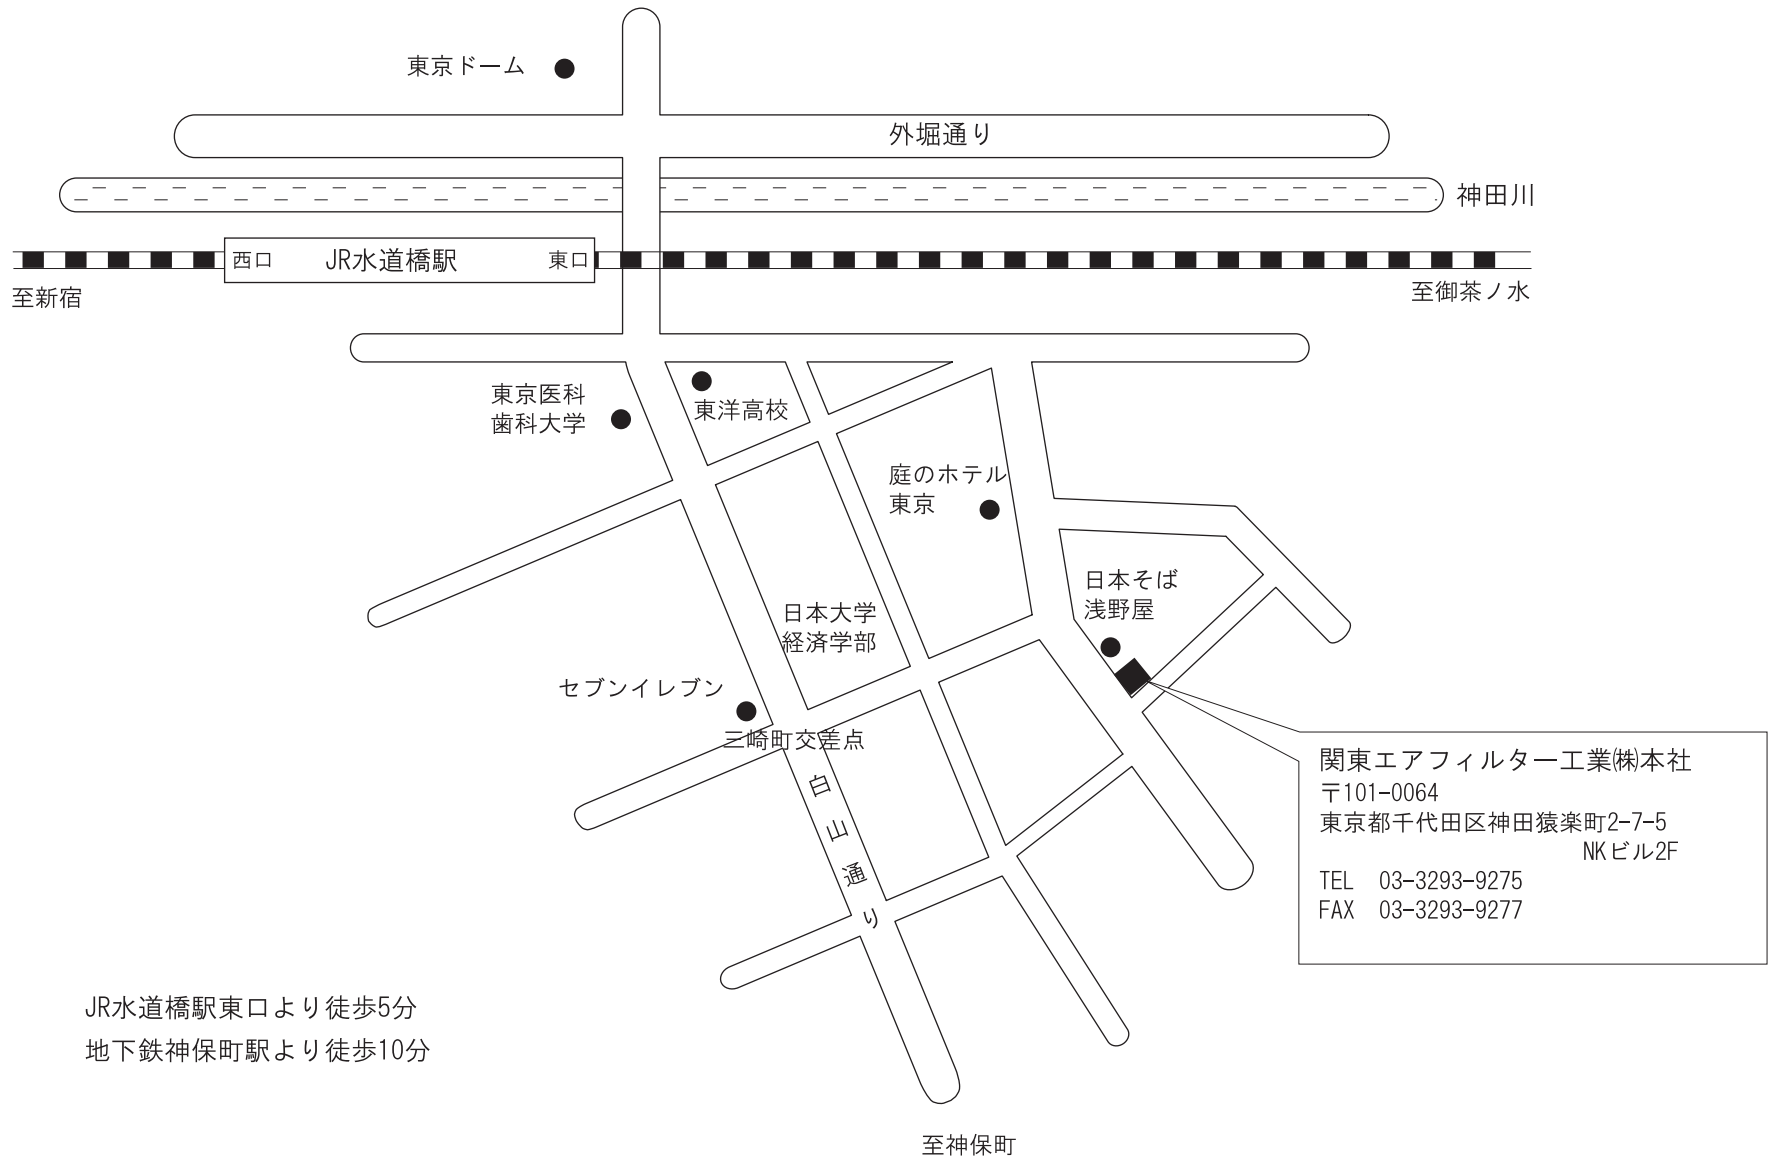 東京ドーム
外堀通り
神田川
西口
JR水道橋駅
東口
至新宿
至御茶ノ水
東京医科
歯科大学
東洋高校
庭のホテル
東京
日本そば
浅野屋
日本大学
経済学部
セブンイレブン
三崎町交差点
白山通り
関東エアフィルター工業㈱本社
〒101-0064
東京都千代田区神田猿楽町2-7-5
NKビル2F
TEL 03-3293-9275
FAX 03-3293-9277
JR水道橋駅東口より徒歩5分
地下鉄神保町駅より徒歩10分
至神保町